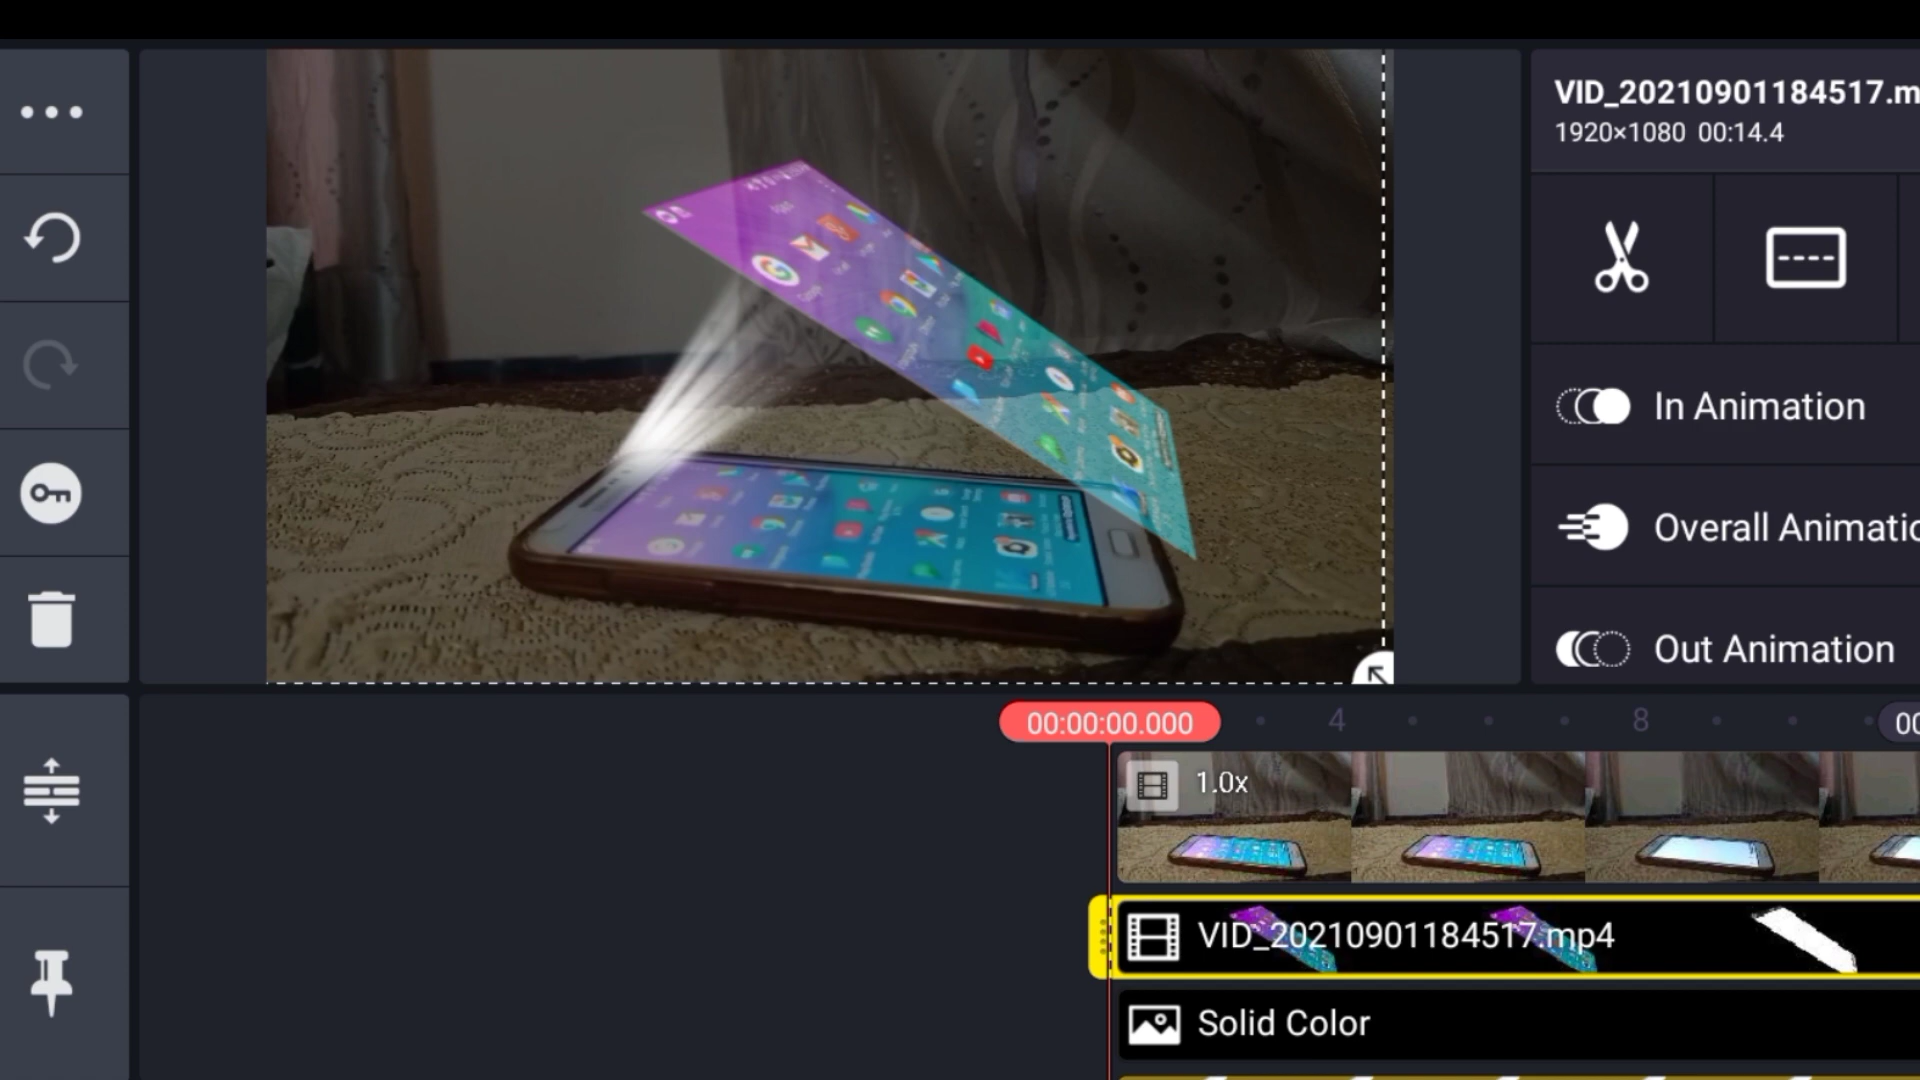 VID_20210901184517.m
1920×1080 00:14.4
In Animation
Overall Animatio
Out Animation
00:00:00.000
4
8
00
1.0x
VID_20210901184517.mp4
Solid Color